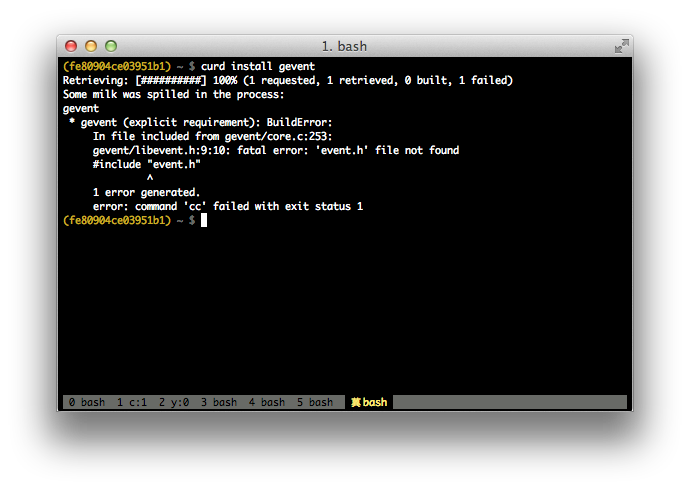 1. bash
(fe80904ce03951b1) ~ $ curd install gevent
Retrieving: [##########] 100% (1 requested, 1 retrieved, 0 built, 1 failed)
Some milk was spilled in the process:
gevent
 * gevent (explicit requirement): BuildError:
    In file included from gevent/core.c:253:
    gevent/libevent.h:9:10: fatal error: 'event.h' file not found
    #include "event.h"
             ^
    1 error generated.
    error: command 'cc' failed with exit status 1
(fe80904ce03951b1) ~ $
0 bash  1 c:1  2 y:0  3 bash  4 bash  5 bash  bash